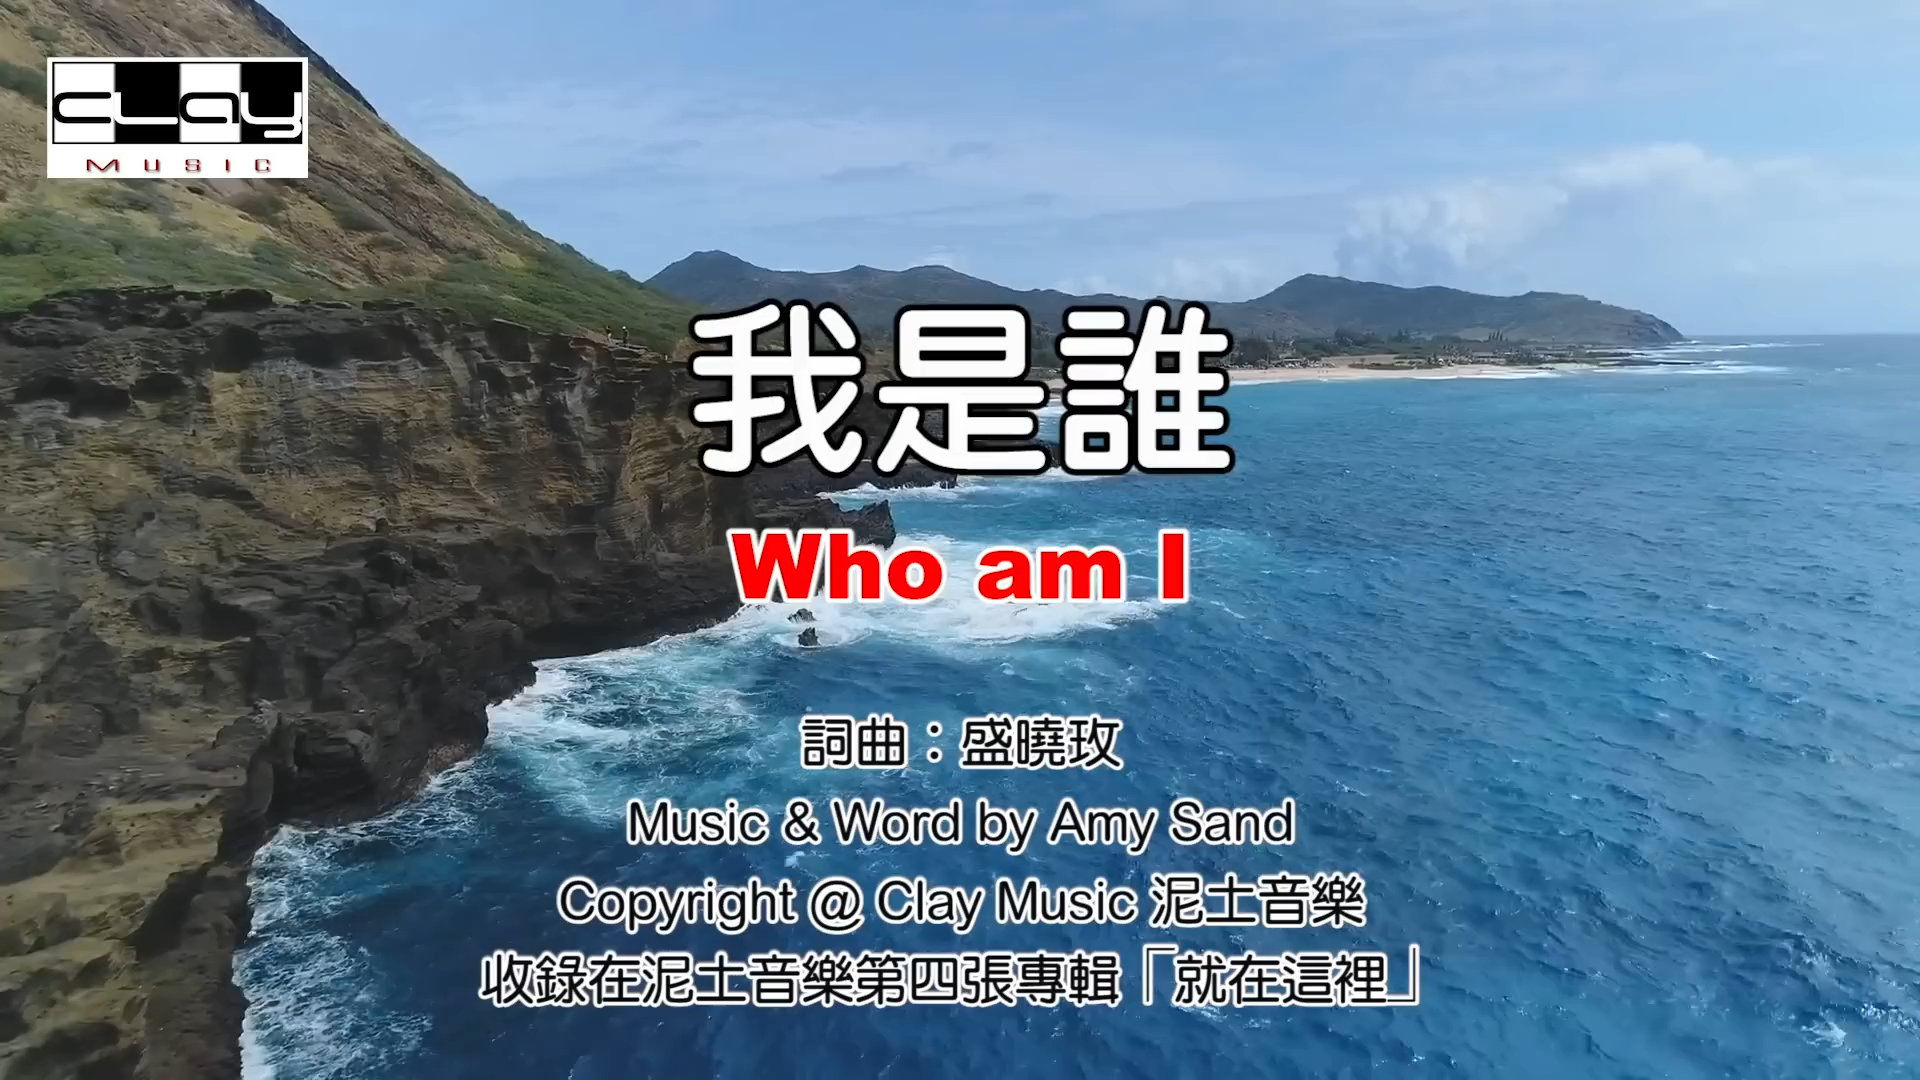 CLay
MUSIC
我是誰
Who am I
詞曲：盛曉玫
Music & Word by Amy Sand
Copyright @ Clay Music 泥土音樂
收錄在泥土音樂第四張專輯「就在這裡」